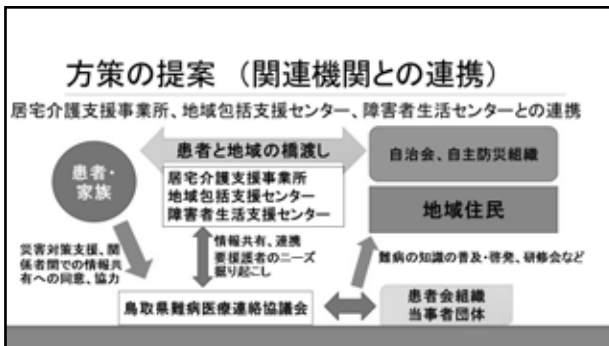 方策の提案 （関連機関との連携）
居宅介護支援事業所、地域包括支援センター、障害者生活センターとの連携
患者と地域の橋渡し
患者・
家族
居宅介護支援事業所
地域包括支援センター
障害者生活支援センター
自治会、自主防災組織
地域住民
災害対策支援、関
係者間での情報共
有への同意、協力
情報共有、連携
要援護者のニーズ
掘り起こし
難病の知識の普及・啓発、研修会など
鳥取県難病医療連絡協議会
患者会組織
当事者団体